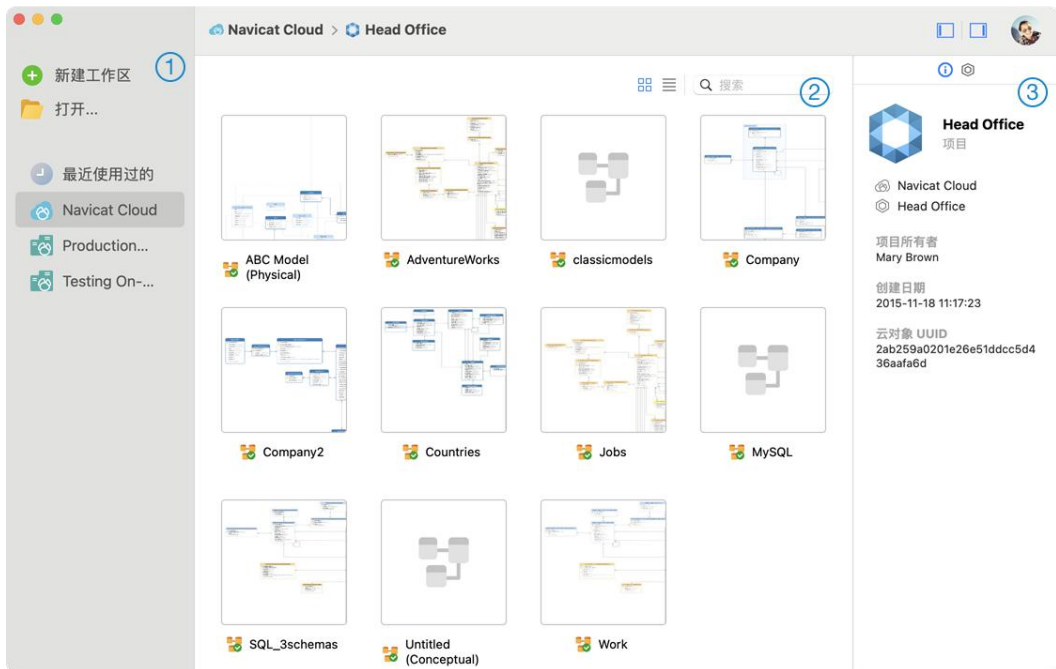 Navicat Cloud > Head Office
新建工作区
①
打开...
最近使用过的
Navicat Cloud
Production...
Testing On-...
搜索
②
ABC Model
(Physical)
AdventureWorks
classicmodels
Company
Company2
Countries
Jobs
MySQL
SQL_3schemas
Untitled
(Conceptual)
Work
③
Head Office
项目
Navicat Cloud
Head Office
项目所有者
Mary Brown
创建日期
2015-11-18 11:17:23
云对象 UUID
2ab259a0201e26e51ddcc5d4
36aafa6d